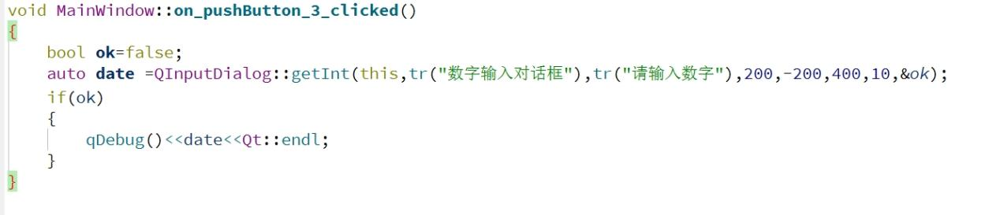 void MainWindow::on_pushButton_3_clicked()
{
    bool ok=false;
    auto date =QInputDialog::getInt(this,tr("数字输入对话框"),tr("请输入数字"),200,-200,400,10,&ok);
    if(ok)
    {
        qDebug()<<date<<Qt::endl;
    }
}